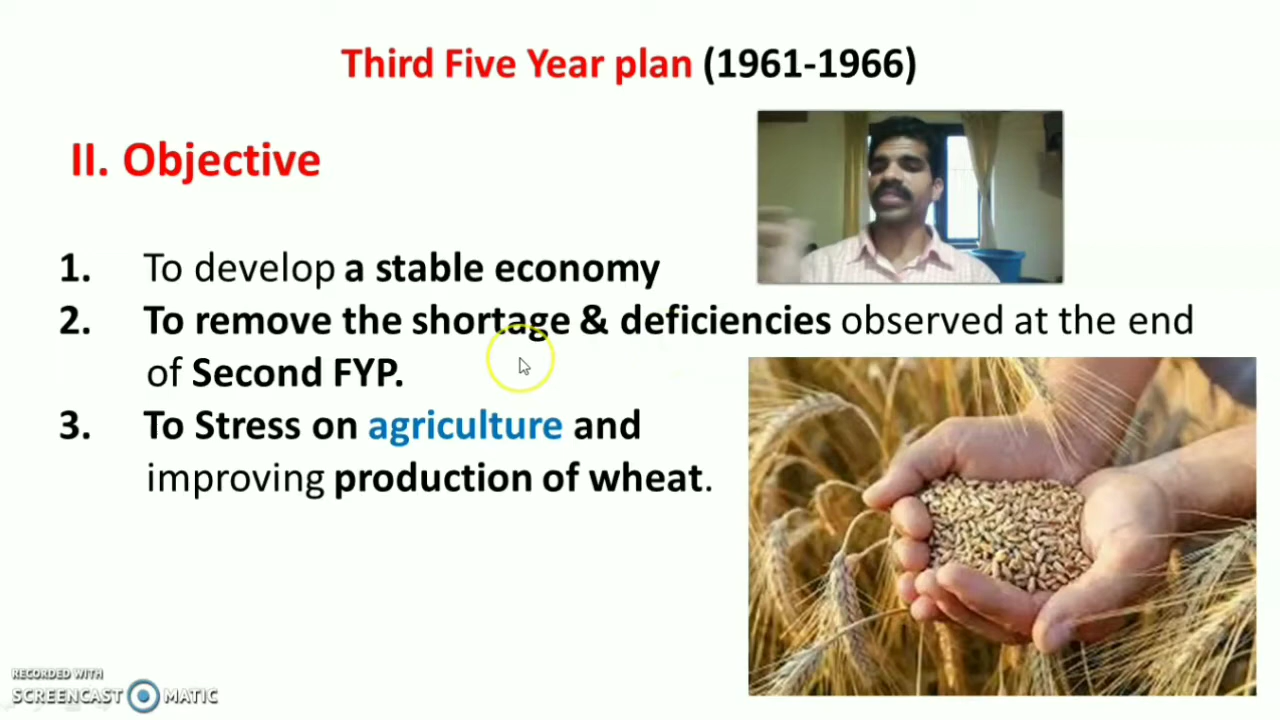 Third Five Year plan (1961-1966)
II. Objective
1. To develop a stable economy
2. To remove the shortage & deficiencies observed at the end
of Second FYP.
3. To Stress on agriculture and
improving production of wheat.
RECORDED WITH
SCREENCAST MATIC